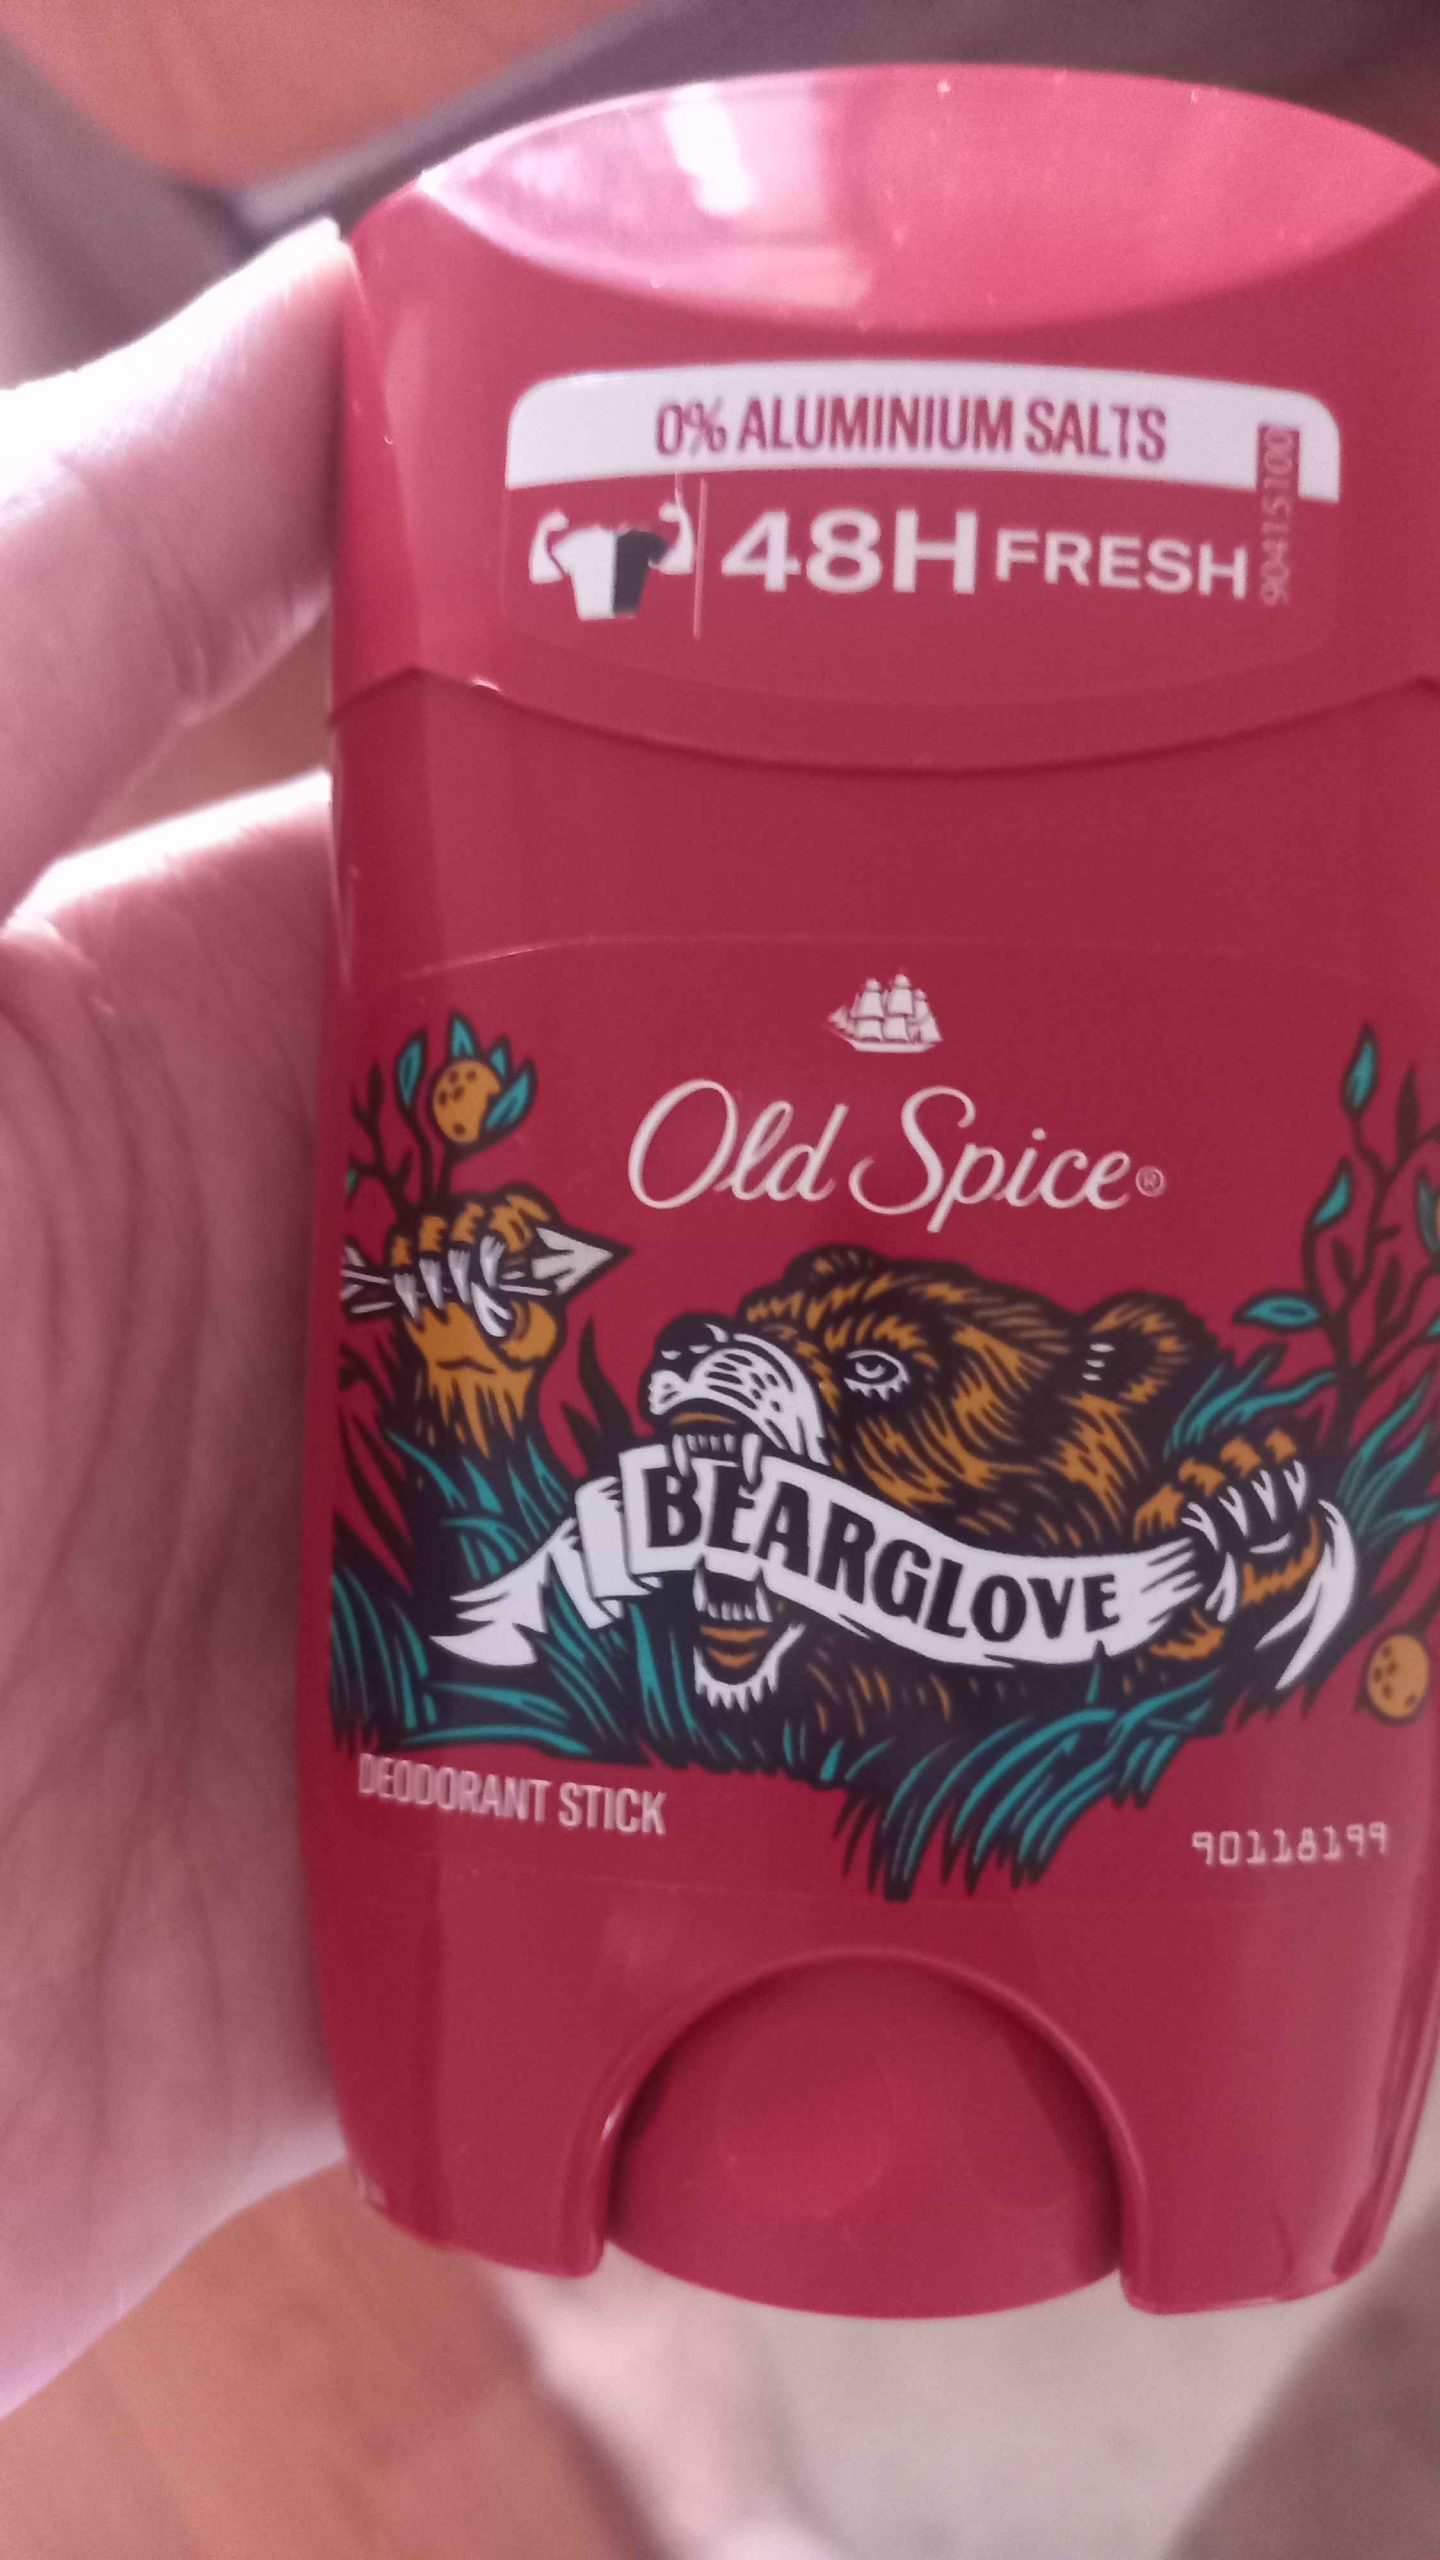 0% ALUMINIUM SALTS
48H FRESH
90415100
Old Spice®
BEARGLOVE
DEODORANT STICK
90118199